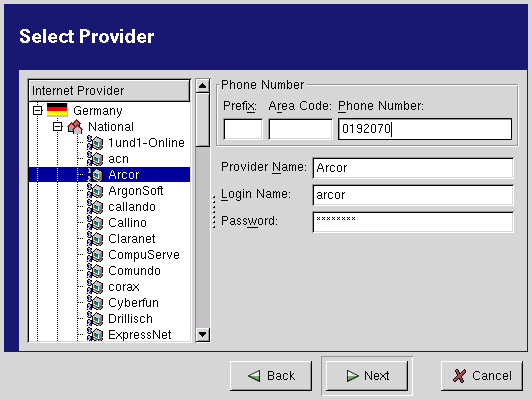 Select Provider
Internet Provider
Germany
National
1und1-Online
acn
Arcor
ArgonSoft
callando
Callino
Claranet
CompuServe
Comundo
corax
Cyberfun
Drillisch
ExpressNet
Phone Number
Prefix: Area Code: Phone Number:
0192070
Provider Name: Arcor
Login Name: arcor
Password: ********
Back Next Cancel